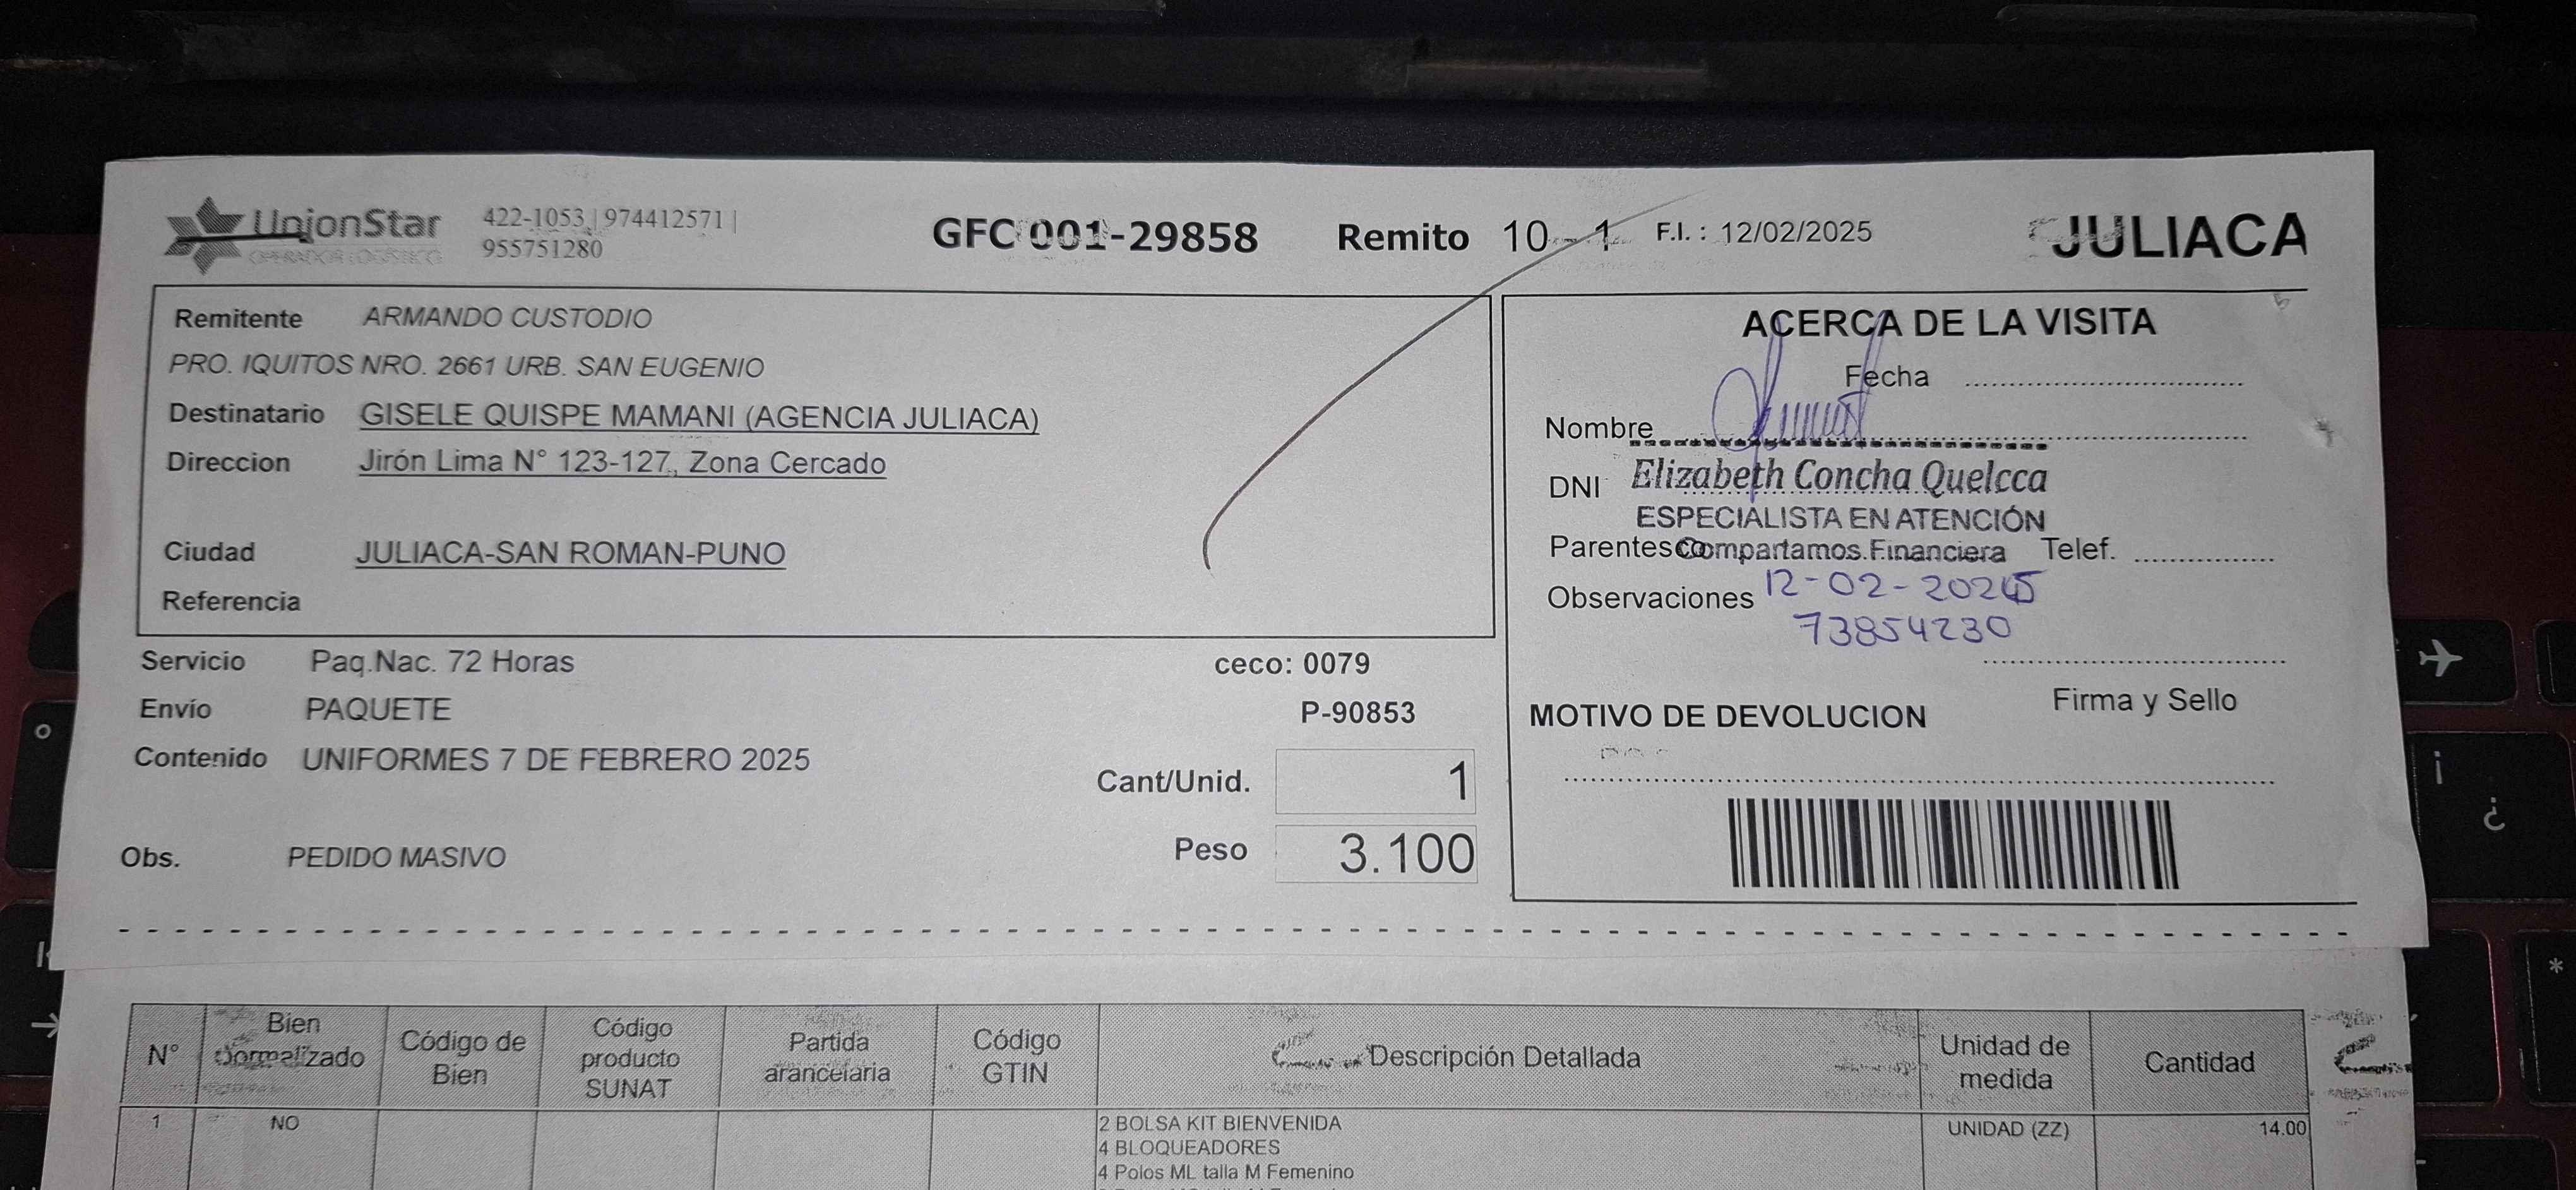 UnionStar
OPERADOR LOGÍSTICO
422-1053 | 974412571 |
955751280
GFC 001-29858 Remito 10 - 1 F.I. : 12/02/2025 JULIACA
Remitente ARMANDO CUSTODIO
PRO. IQUITOS NRO. 2661 URB. SAN EUGENIO
Destinatario GISELE QUISPE MAMANI (AGENCIA JULIACA)
Direccion Jirón Lima N° 123-127, Zona Cercado
Ciudad JULIACA-SAN ROMAN-PUNO
Referencia
Servicio Paq.Nac. 72 Horas ceco: 0079
Envío PAQUETE P-90853
Contenido UNIFORMES 7 DE FEBRERO 2025
Cant/Unid. 1
Obs. PEDIDO MASIVO Peso 3.100
ACERCA DE LA VISITA
Fecha
Nombre
DNI Elizabeth Concha Quelcca
ESPECIALISTA EN ATENCIÓN
Parentesco Compartamos Financiera Telef.
Observaciones 12-02-2025
73854230
Firma y Sello
MOTIVO DE DEVOLUCION
N° Bien Normalizado Código de Bien Código producto SUNAT Partida arancelaria Código GTIN Descripción Detallada Unidad de medida Cantidad
1 NO 2 BOLSA KIT BIENVENIDA UNIDAD (ZZ) 14.00
4 BLOQUEADORES
4 Polos ML talla M Femenino